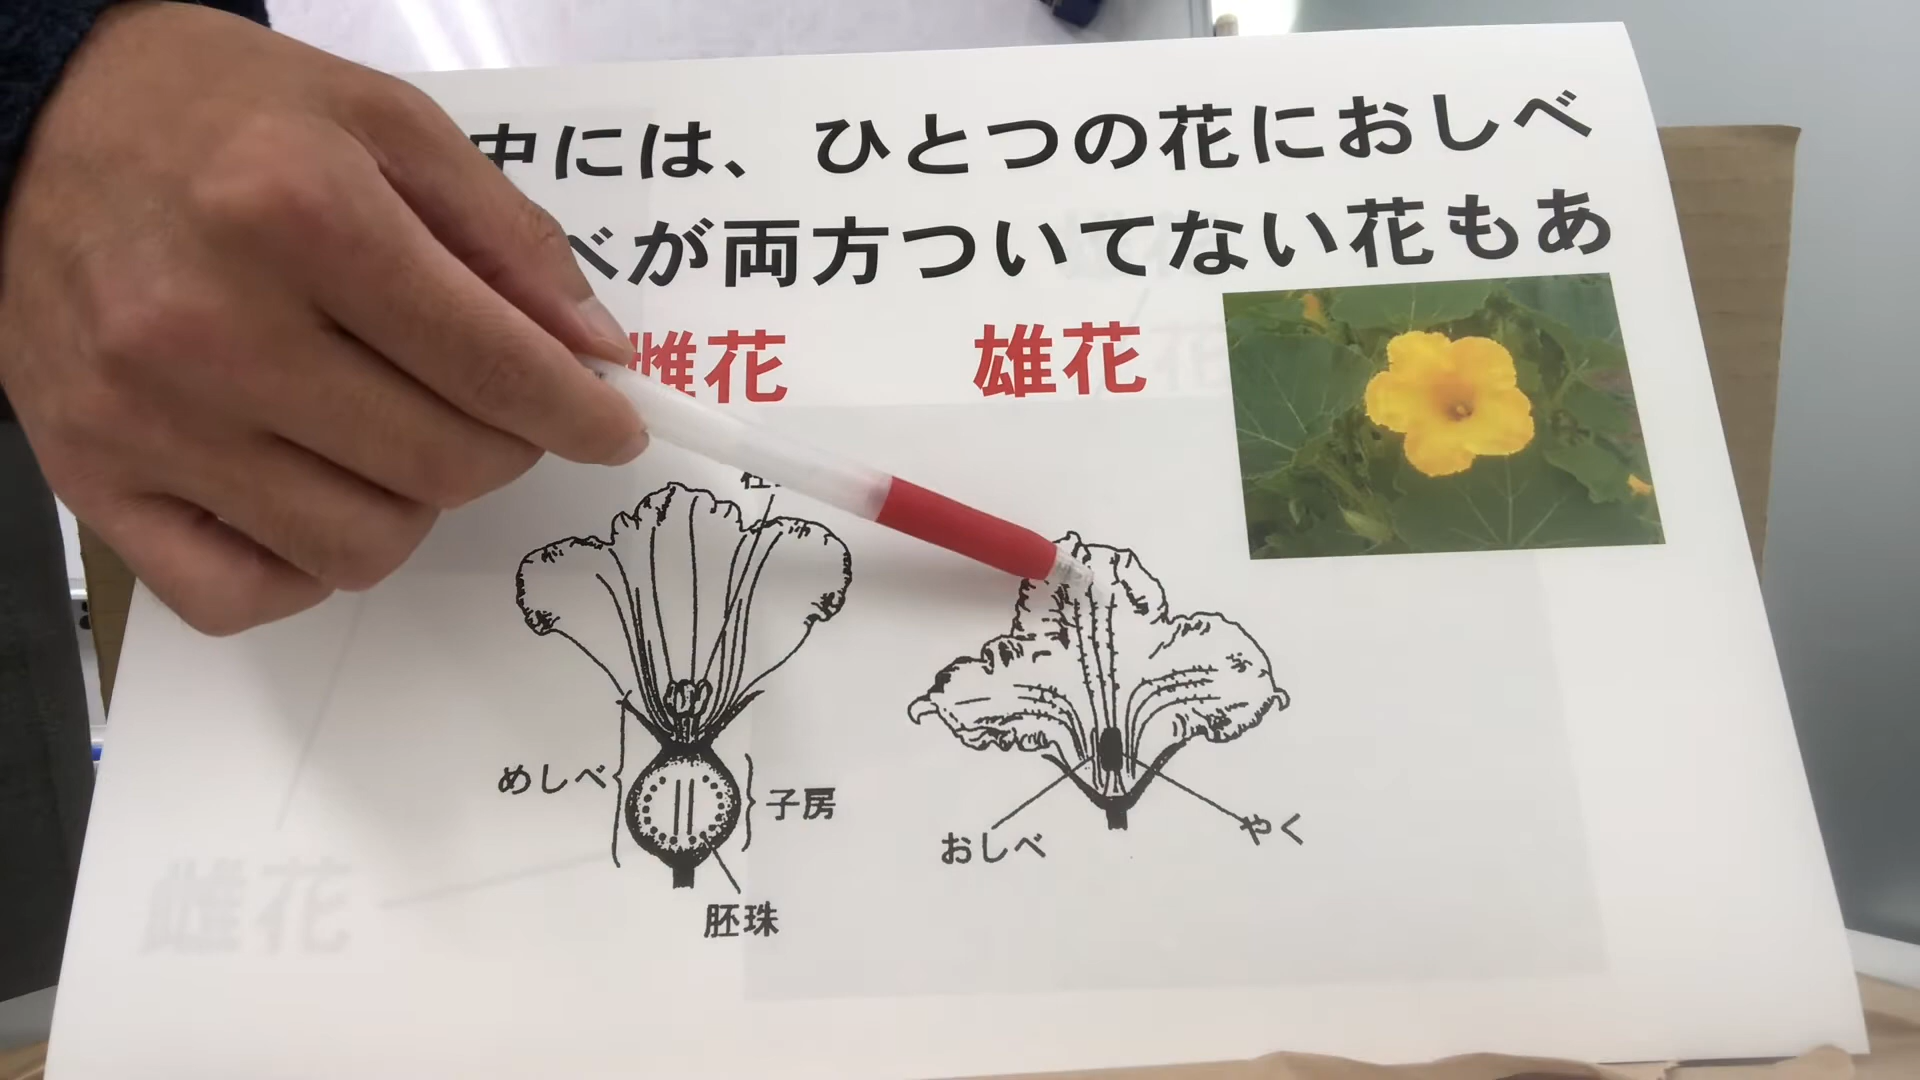 中には、ひとつの花におしべ
べが両方ついてない花もあ
雌花 雄花
めしべ
子房
胚珠
おしべ
やく
雌花